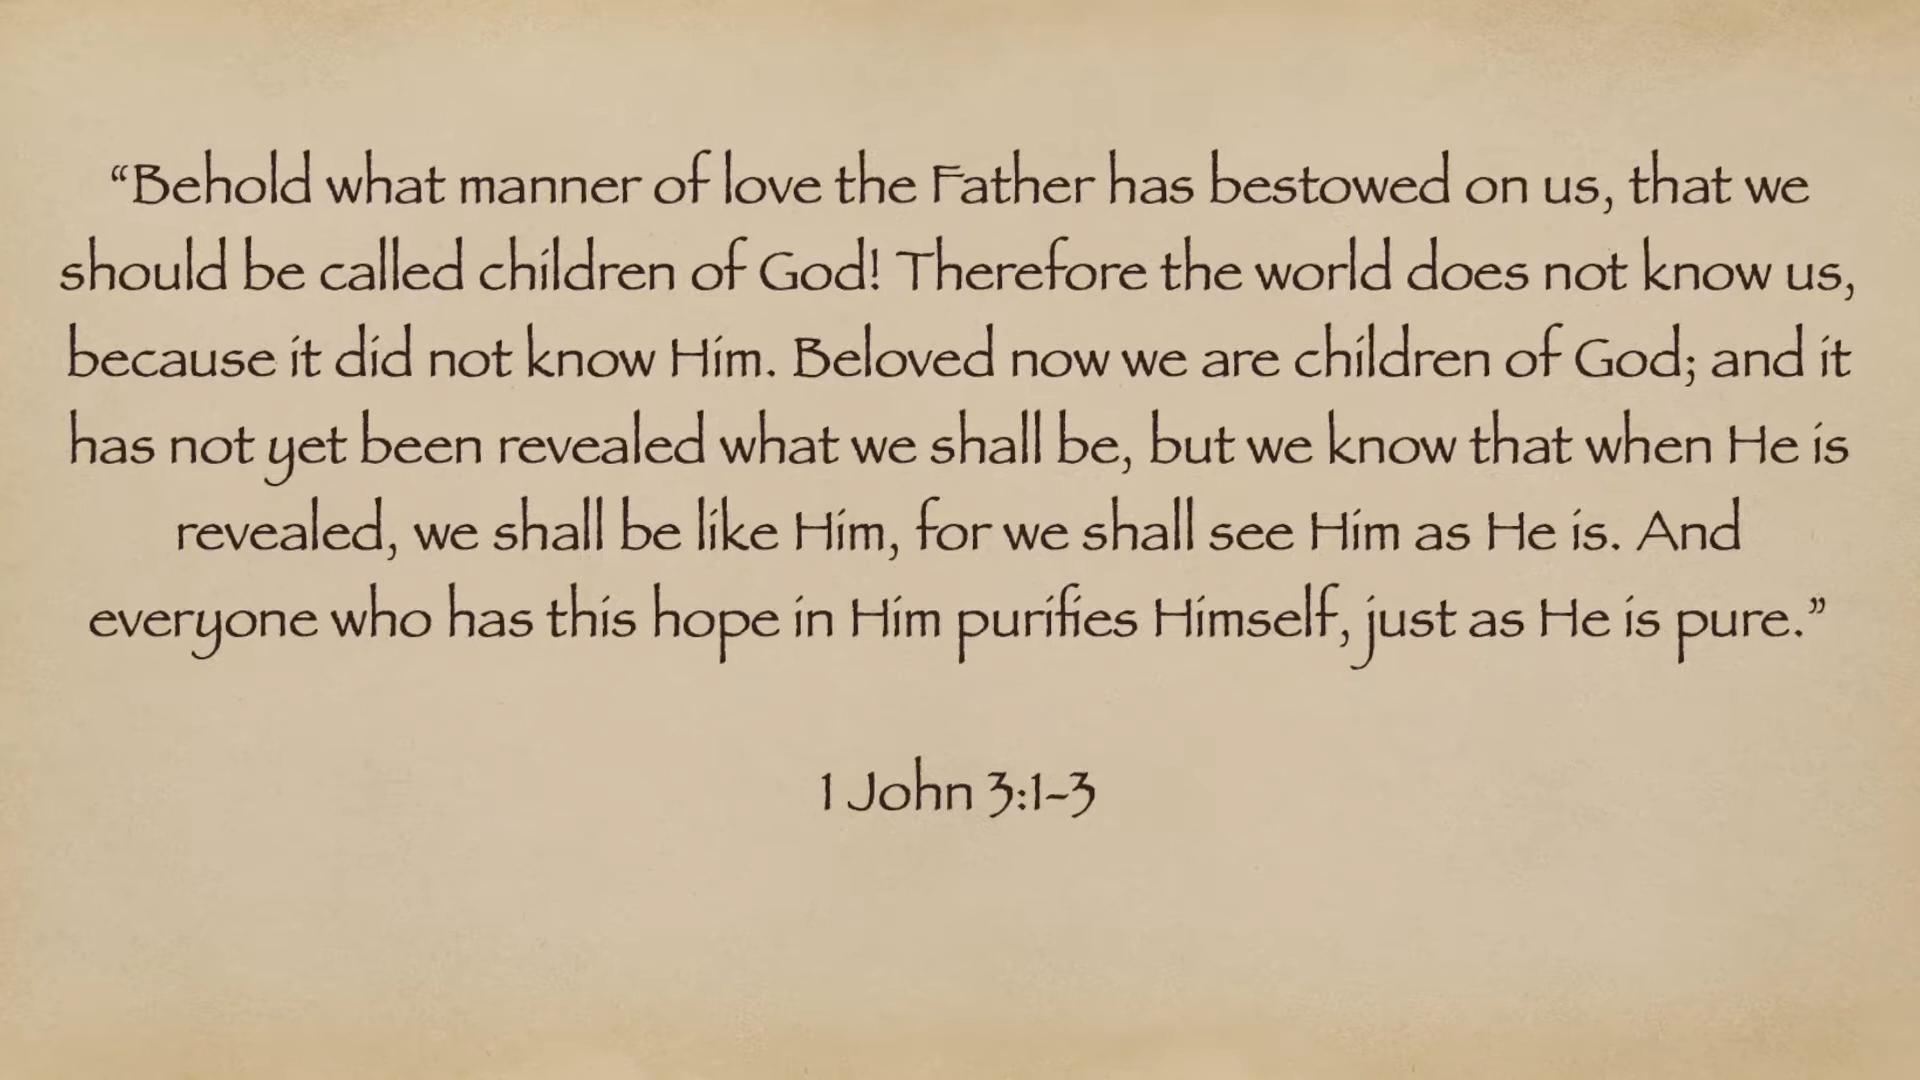 “Behold what manner of love the Father has bestowed on us, that we
should be called children of God! Therefore the world does not know us,
because it did not know Him. Beloved now we are children of God; and it
has not yet been revealed what we shall be, but we know that when He is
revealed, we shall be like Him, for we shall see Him as He is. And
everyone who has this hope in Him purifies Himself, just as He is pure.”
1 John 3:1-3